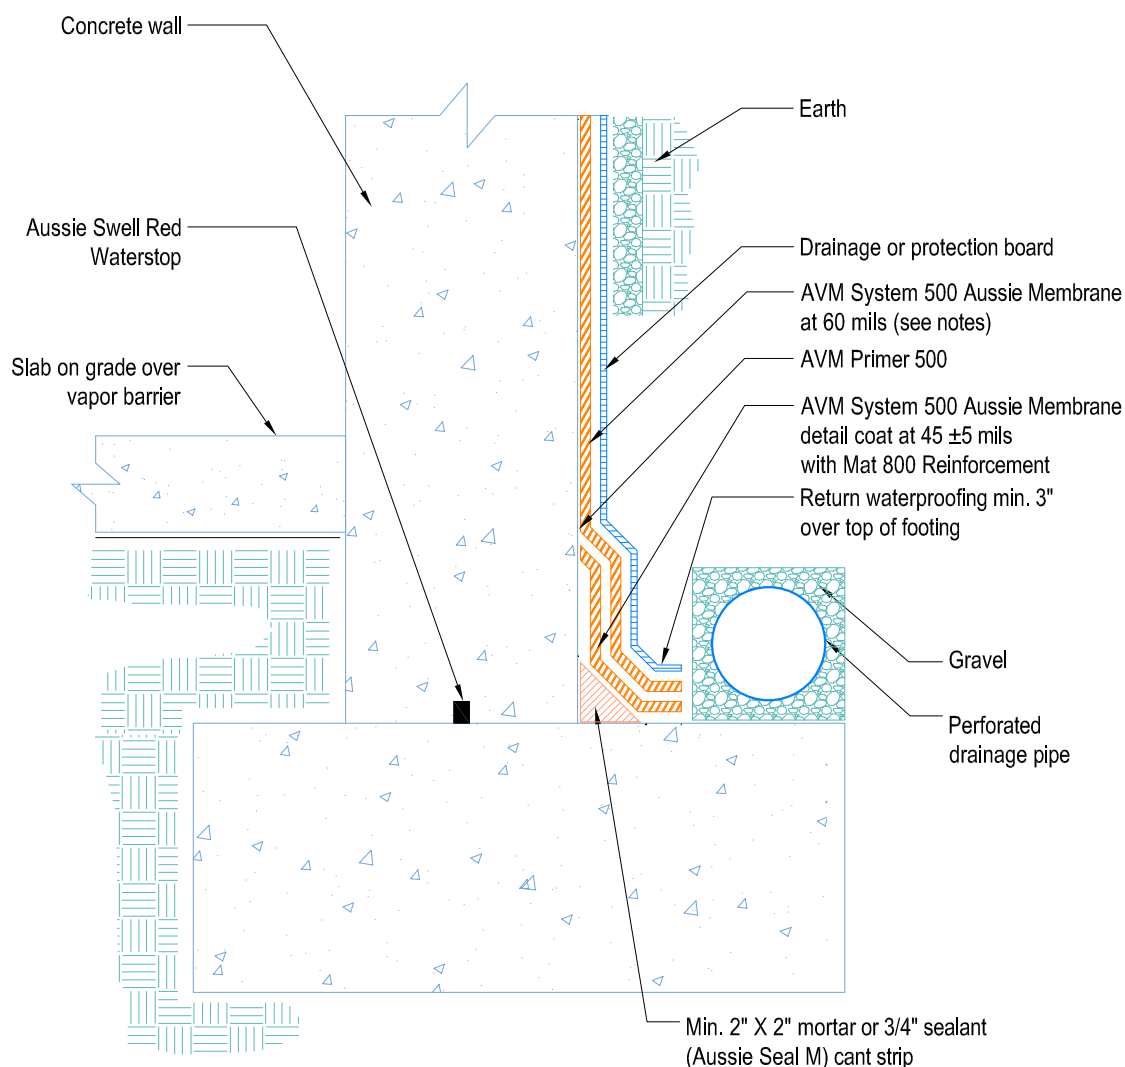 Concrete wall
Earth
Aussie Swell Red
Waterstop
Drainage or protection board
AVM System 500 Aussie Membrane
at 60 mils (see notes)
Slab on grade over
vapor barrier
AVM Primer 500
AVM System 500 Aussie Membrane
detail coat at 45 ±5 mils
with Mat 800 Reinforcement
Return waterproofing min. 3"
over top of footing
Gravel
Perforated
drainage pipe
Min. 2" X 2" mortar or 3/4" sealant
(Aussie Seal M) cant strip